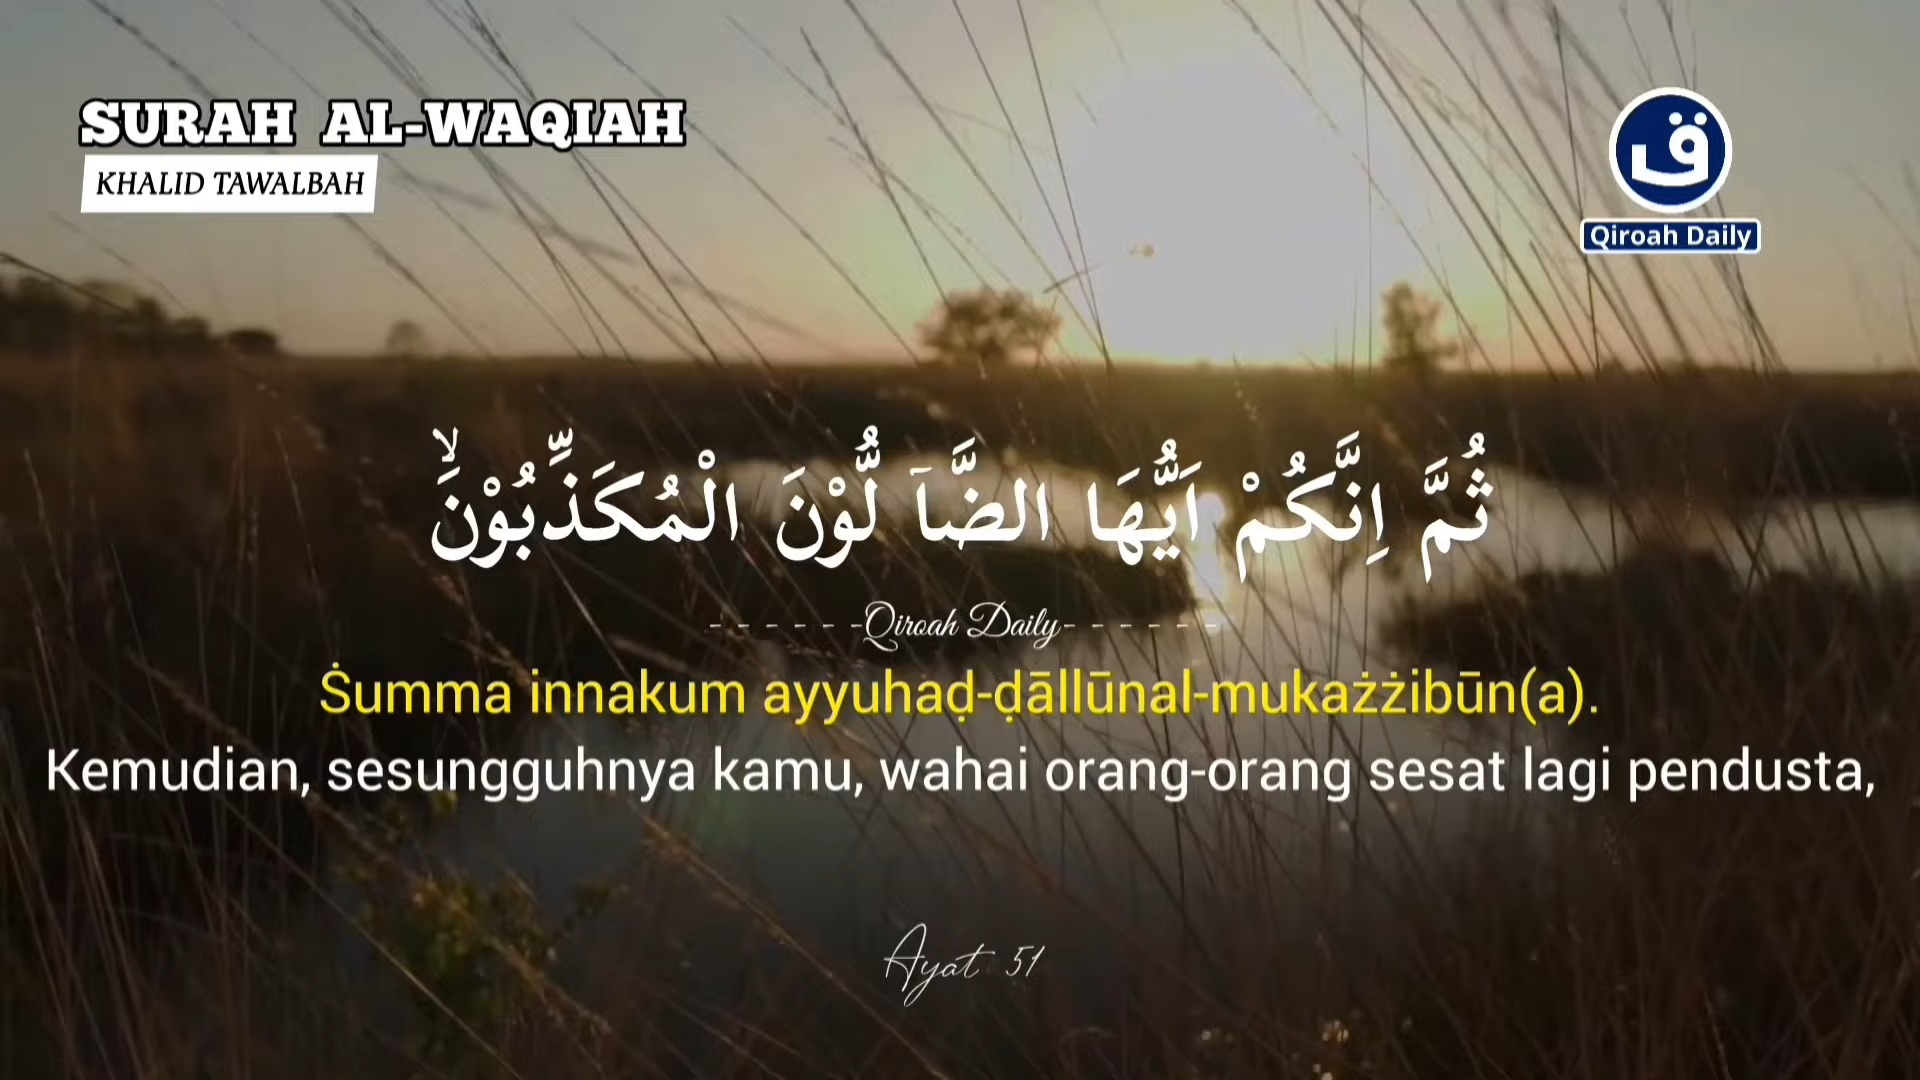 SURAH AL-WAQIAH
KHALID TAWALBAH
ق
Qiroah Daily
ثُمَّ اِنَّكُمْ اَيُّهَا الضَّاۤ لُّوْنَ الْمُكَذِّبُوْنَۙ
Qiroah Daily
Ṡumma innakum ayyuhaḍ-ḍāllūnal-mukażżibūn(a).
Kemudian, sesungguhnya kamu, wahai orang-orang sesat lagi pendusta,
Ayat 51